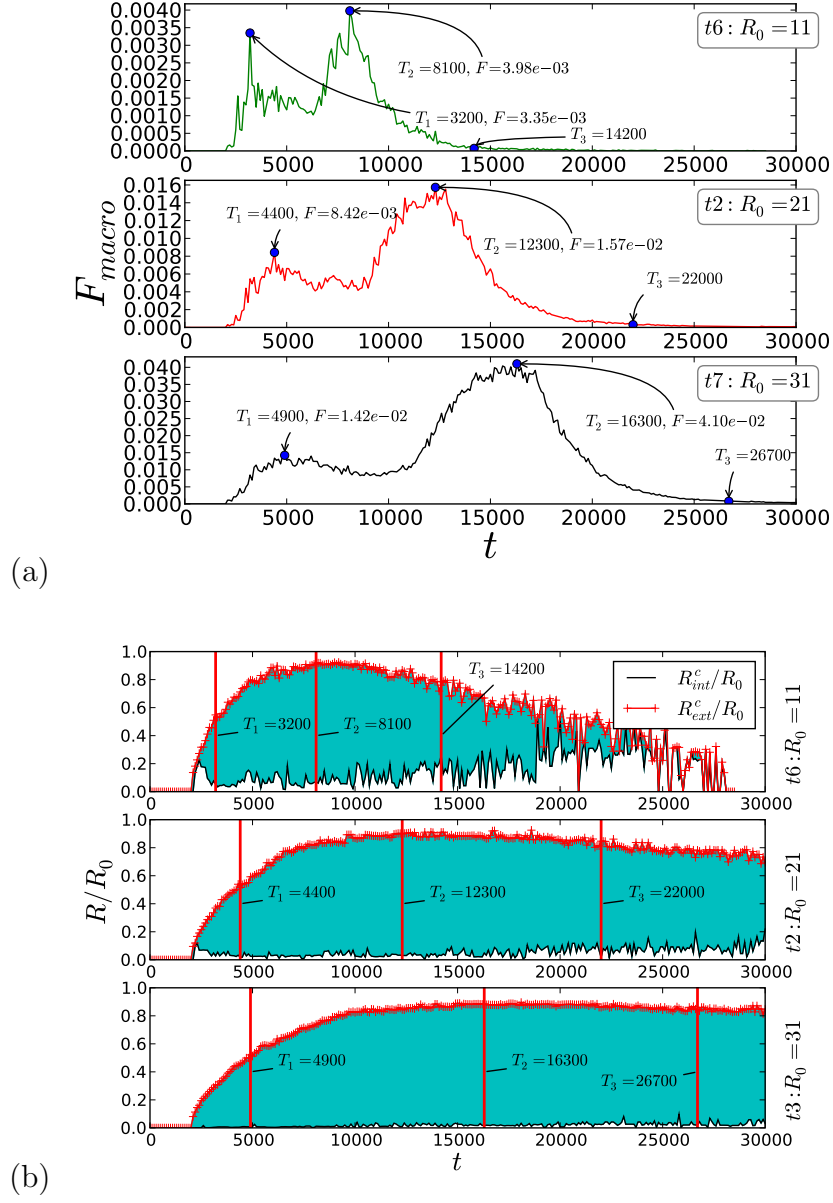 0.0040
0.0035
0.0030
0.0025
0.0020
0.0015
0.0010
0.0005
0.0000
t6 : R_0 =11
T_2 =8100, F=3.98e−03
T_1 =3200, F=3.35e−03
T_3 =14200
0 5000 10000 15000 20000 25000 30000
F_macro
0.016
0.014
0.012
0.010
0.008
0.006
0.004
0.002
0.000
t2 : R_0 =21
T_1 =4400, F=8.42e−03
T_2 =12300, F=1.57e−02
T_3 =22000
0 5000 10000 15000 20000 25000 30000
0.040
0.035
0.030
0.025
0.020
0.015
0.010
0.005
0.000
t7 : R_0 =31
T_1 =4900, F=1.42e−02
T_2 =16300, F=4.10e−02
T_3 =26700
0 5000 10000 15000 20000 25000 30000
t
(a)
1.0
0.8
0.6
0.4
0.2
0.0
T_3 =14200
R^c_int/R_0
R^c_ext/R_0
T_1 =3200
T_2 =8100
t6:R_0 =11
0 5000 10000 15000 20000 25000 30000
R/R_0
1.0
0.8
0.6
0.4
0.2
0.0
T_1 =4400
T_2 =12300
T_3 =22000
t2:R_0 =21
0 5000 10000 15000 20000 25000 30000
1.0
0.8
0.6
0.4
0.2
0.0
T_1 =4900
T_2 =16300
T_3 =26700
t3:R_0 =31
0 5000 10000 15000 20000 25000 30000
t
(b)